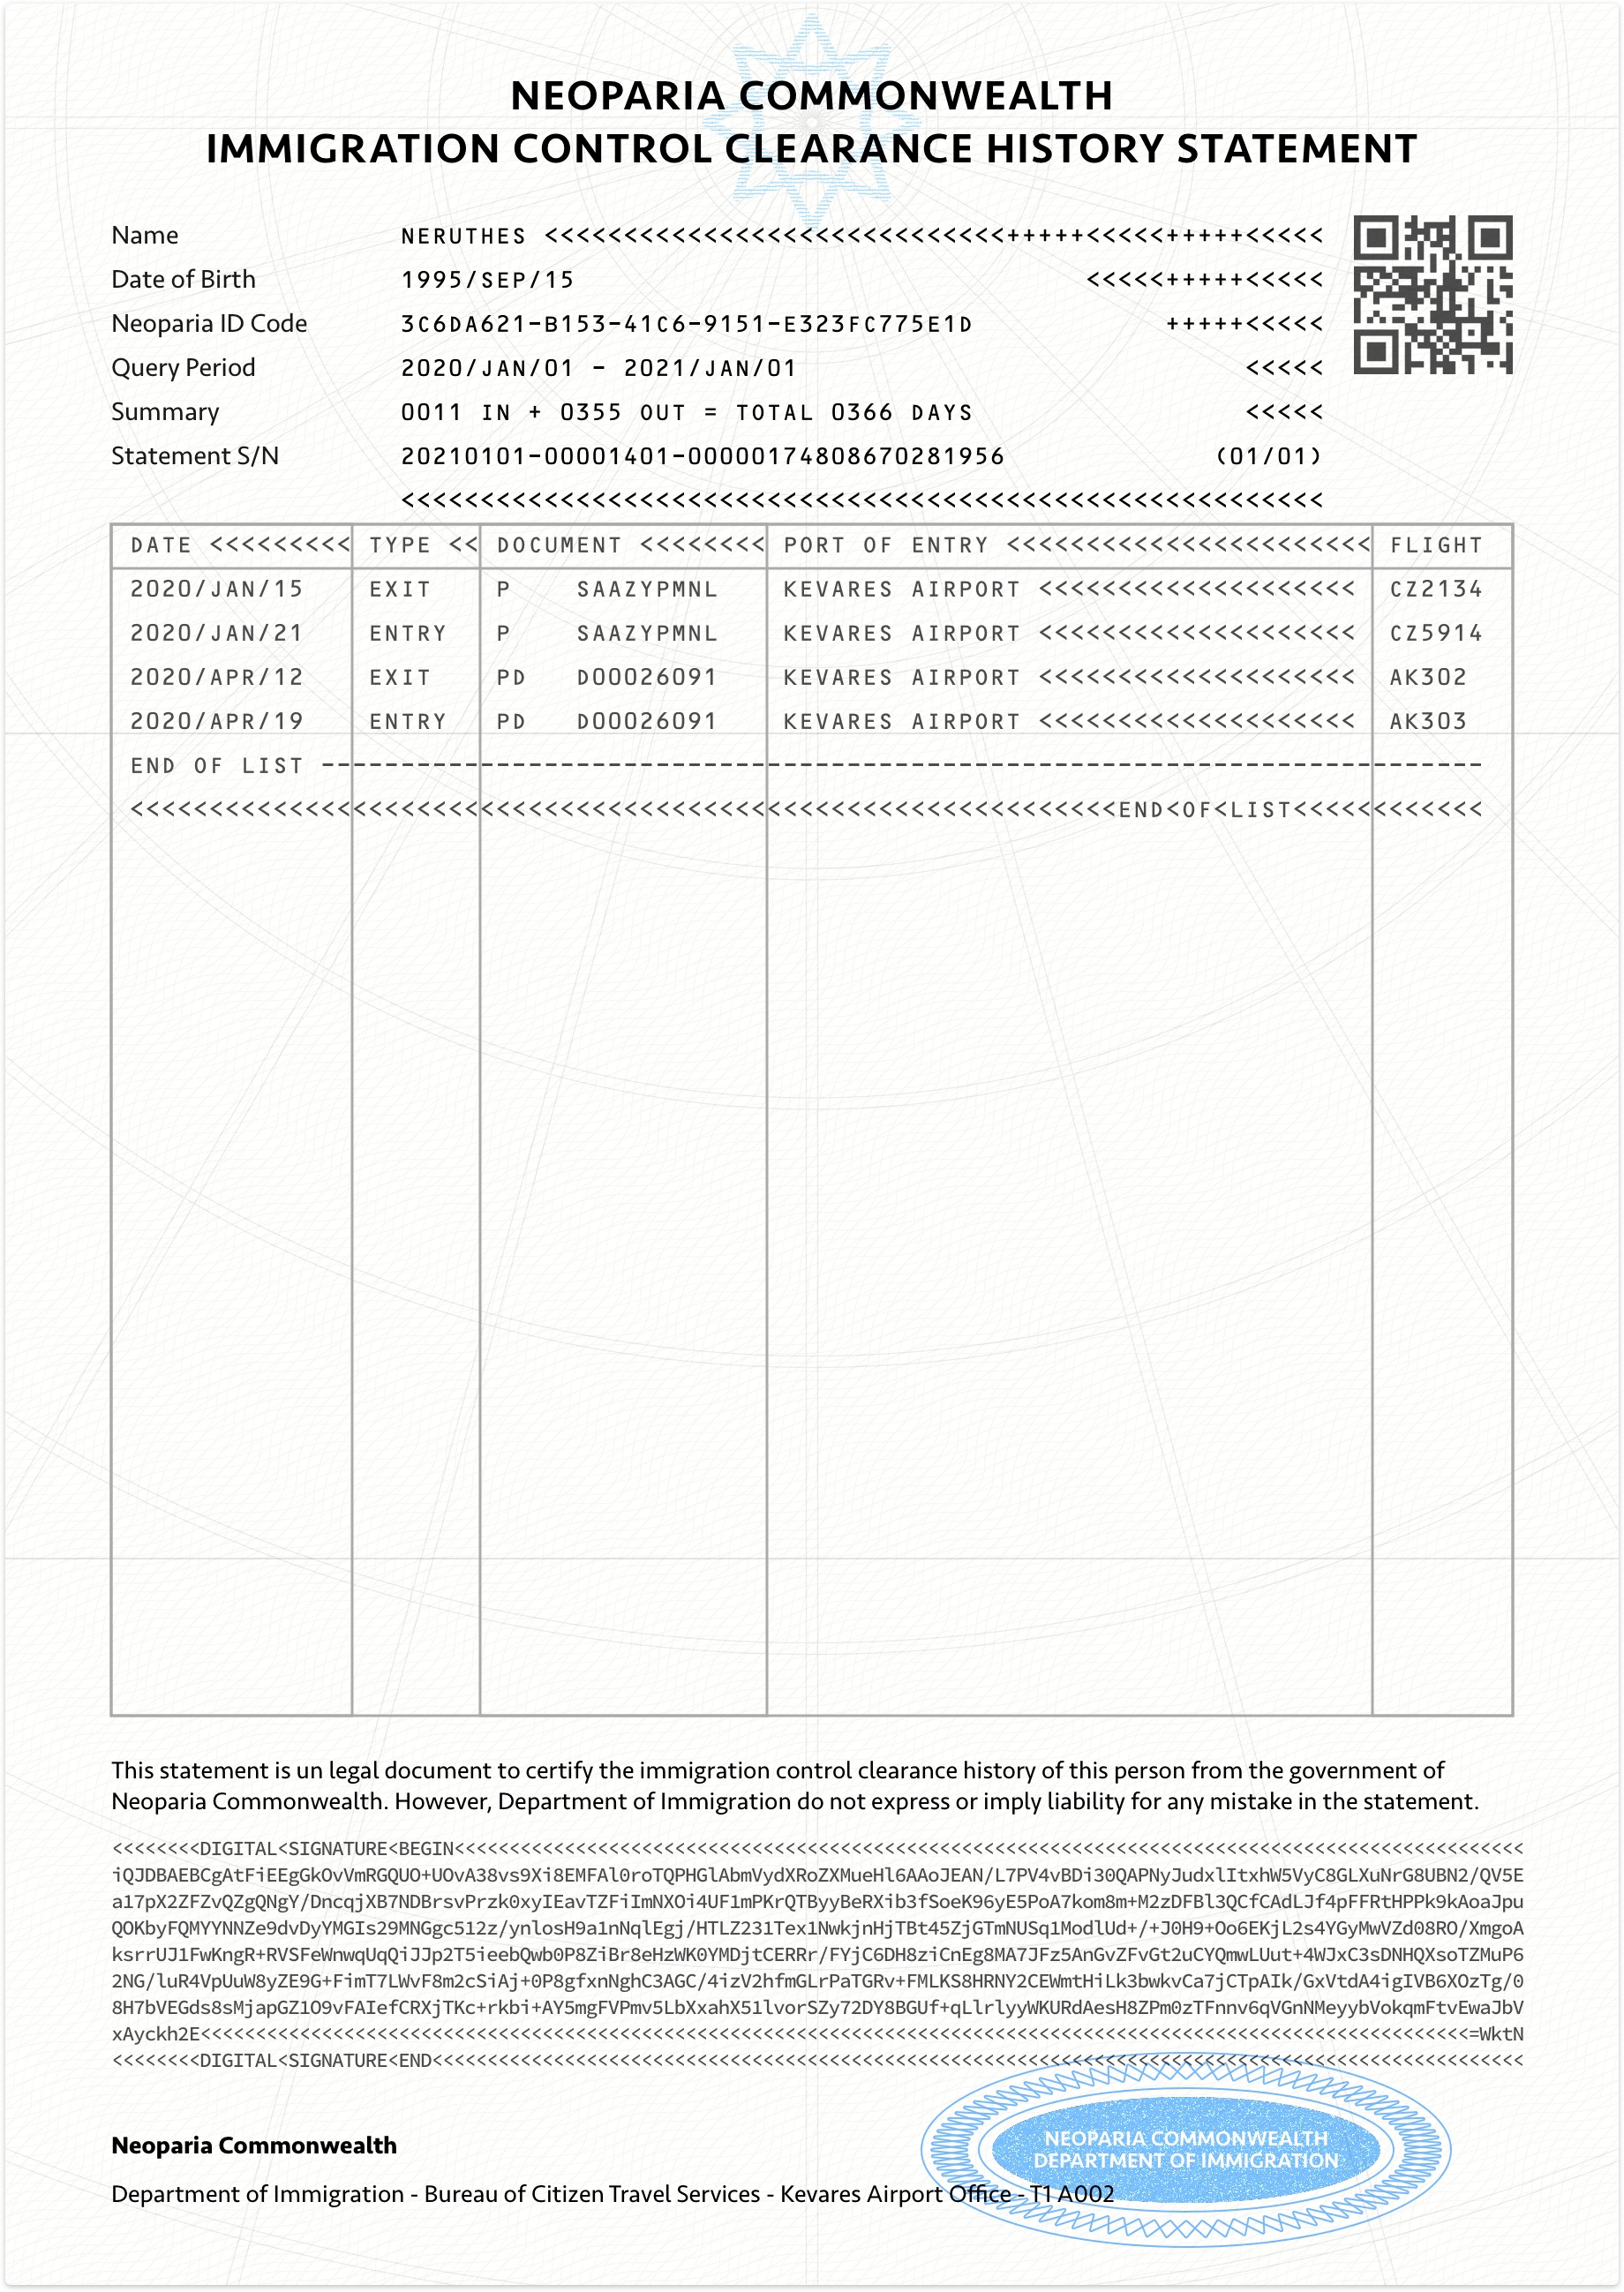 NEOPARIA COMMONWEALTH
IMMIGRATION CONTROL CLEARANCE HISTORY STATEMENT
Name NERUTHES <<<<<<<<<<<<<<<<<<<<<<<<<<<<<+++++<<<<<+++++<<<<<
Date of Birth 1995/SEP/15 <<<<<+++++<<<<<
Neoparia ID Code 3C6DA621-B153-41C6-9151-E323FC775E1D +++++<<<<<
Query Period 2020/JAN/01 - 2021/JAN/01 <<<<<
Summary 0011 IN + 0355 OUT = TOTAL 0366 DAYS <<<<<
Statement S/N 20210101-00001401-00000174808670281956 (01/01)
<<<<<<<<<<<<<<<<<<<<<<<<<<<<<<<<<<<<<<<<<<<<<<<<<<<<<<<<<<
DATE <<<<<<<<< TYPE << DOCUMENT <<<<<<<< PORT OF ENTRY <<<<<<<<<<<<<<<<<<<<<<< FLIGHT
2020/JAN/15 EXIT P SAAZYPMNL KEVARES AIRPORT <<<<<<<<<<<<<<<<<<<< CZ2134
2020/JAN/21 ENTRY P SAAZYPMNL KEVARES AIRPORT <<<<<<<<<<<<<<<<<<<< CZ5914
2020/APR/12 EXIT PD D00026091 KEVARES AIRPORT <<<<<<<<<<<<<<<<<<<< AK302
2020/APR/19 ENTRY PD D00026091 KEVARES AIRPORT <<<<<<<<<<<<<<<<<<<< AK303
END OF LIST -------------------------------------------------------------------------
<<<<<<<<<<<<<<<<<<<<<<<<<<<<<<<<<<<<<<<<<<<<<<<<<<<<<<<<<<<<<<END<OF<LIST<<<<<<<<<<<<
This statement is un legal document to certify the immigration control clearance history of this person from the government of
Neoparia Commonwealth. However, Department of Immigration do not express or imply liability for any mistake in the statement.
<<<<<<<<DIGITAL<SIGNATURE<BEGIN<<<<<<<<<<<<<<<<<<<<<<<<<<<<<<<<<<<<<<<<<<<<<<<<<<<<<<<<<<<<<<<<<<<<<<<<<<<<<<<<<<<<<<<<<<<<<<<<<
iQJDBAEBCgAtFiEEgGkOvVmRGQUO+UOvA38vs9Xi8EMFAl0roTQPHGlAbmVydXRoZXMueHl6AAoJEAN/L7PV4vBDi30QAPNyJudxlItxhW5VyC8GLXuNrG8UBN2/QV5E
a17pX2ZFZvQZgQNgY/DncqjXB7NDBrsvPrzk0xyIEavTZFiImNXOi4UF1mPKrQTByyBeRXib3fSoeK96yE5PoA7kom8m+M2zDFBl3QCfCAdLJf4pFFRtHPPk9kAoaJpu
QOKbyFQMYYNNZe9dvDyYMGIs29MNGgc512z/ynlosH9a1nNqlEgj/HTLZ231Tex1NwkjnHjTBt45ZjGTmNUSq1ModlUd+/+J0H9+Oo6EKjL2s4YGyMwVZd08RO/XmgoA
ksrrUJ1FwKngR+RVSFeWnwqUqQiJJp2T5ieebQwb0P8ZiBr8eHzWK0YMDjtCERRr/FYjC6DH8ziCnEg8MA7JFz5AnGvZFvGt2uCYQmwLUut+4WJxC3sDNHQXsoTZMuP6
2NG/luR4VpUuW8yZE9G+FimT7LWvF8m2cSiAj+0P8gfxnNghC3AGC/4izV2hfmGLrPaTGRv+FMLKS8HRNY2CEWmtHiLk3bwkvCa7jCTpAIk/GxVtdA4igIVB6XOzTg/0
8H7bVEGds8sMjapGZ1O9vFAIefCRXjTKc+rkbi+AY5mgFVPmv5LbXxahX51lvorSZy72DY8BGUf+qLlrlyyWKURdAesH8ZPm0zTFnnv6qVGnNMeyybVokqmFtvEwaJbV
xAyckh2E<<<<<<<<<<<<<<<<<<<<<<<<<<<<<<<<<<<<<<<<<<<<<<<<<<<<<<<<<<<<<<<<<<<<<<<<<<<<<<<<<<<<<<<<<<<<<<<<<<<<<<<<<<<<<<<<<<<=WktN
<<<<<<<<DIGITAL<SIGNATURE<END<<<<<<<<<<<<<<<<<<<<<<<<<<<<<<<<<<<<<<<<<<<<<<<<<<<<<<<<<<<<<<<<<<<<<<<<<<<<<<<<<<<<<<<<<<<<<<<<<<<
NEOPARIA COMMONWEALTH
DEPARTMENT OF IMMIGRATION
Neoparia Commonwealth
Department of Immigration - Bureau of Citizen Travel Services - Kevares Airport Office - T1 A002